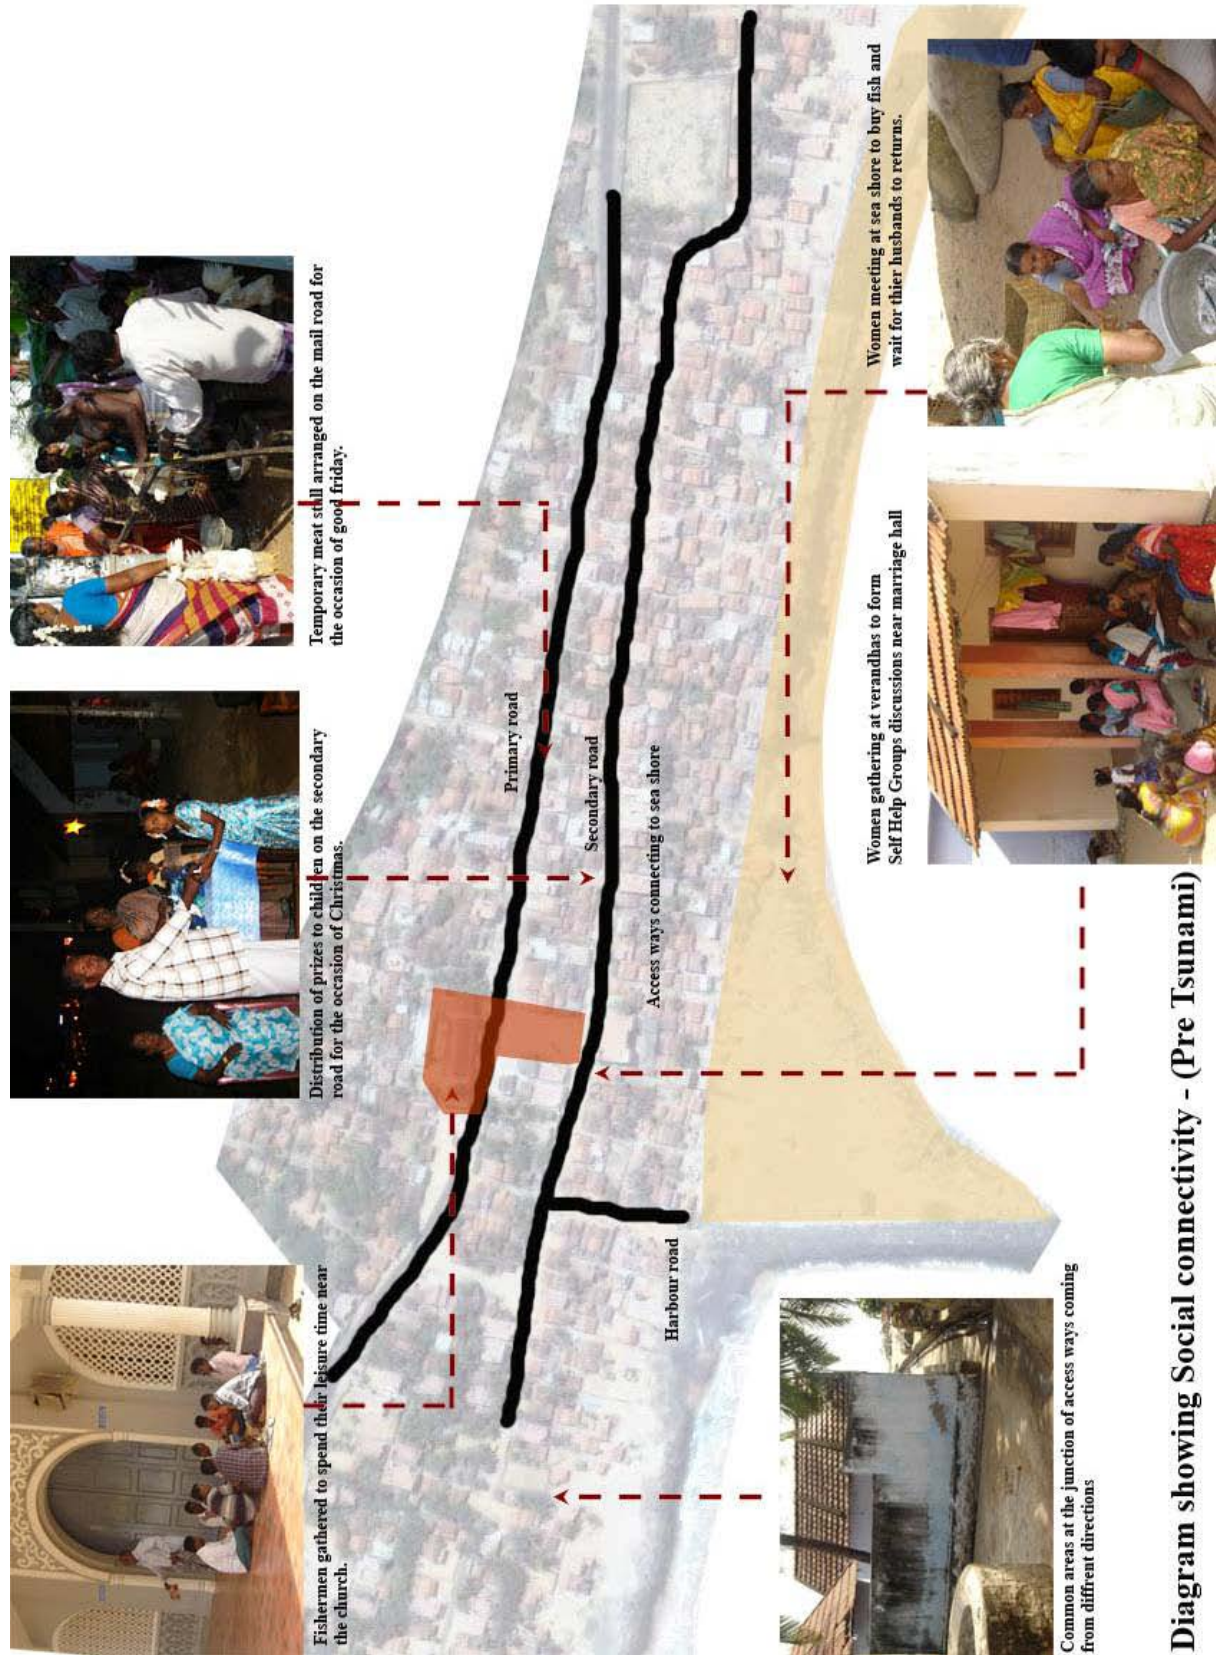 Fishermen gathered to spend their leisure time near
the church.
Distribution of prizes to children on the secondary
road for the occasion of Christmas.
Temporary meat stall arranged on the mail road for
the occasion of good friday.
Primary road
Secondary road
Access ways connecting to sea shore
Harbour road
Common areas at the junction of access ways coming
from diffrent directions
Women gathering at verandhas to form
Self Help Groups discussions near marriage hall
Women meeting at sea shore to buy fish and
wait for thier husbands to returns.
Diagram showing Social connectivity - (Pre Tsunami)